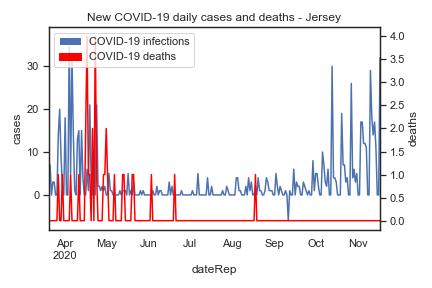 New COVID-19 daily cases and deaths - Jersey
COVID-19 infections
COVID-19 deaths
cases
30
20
10
0
deaths
4.0
3.5
3.0
2.5
2.0
1.5
1.0
0.5
0.0
Apr May Jun Jul Aug Sep Oct Nov
2020
dateRep